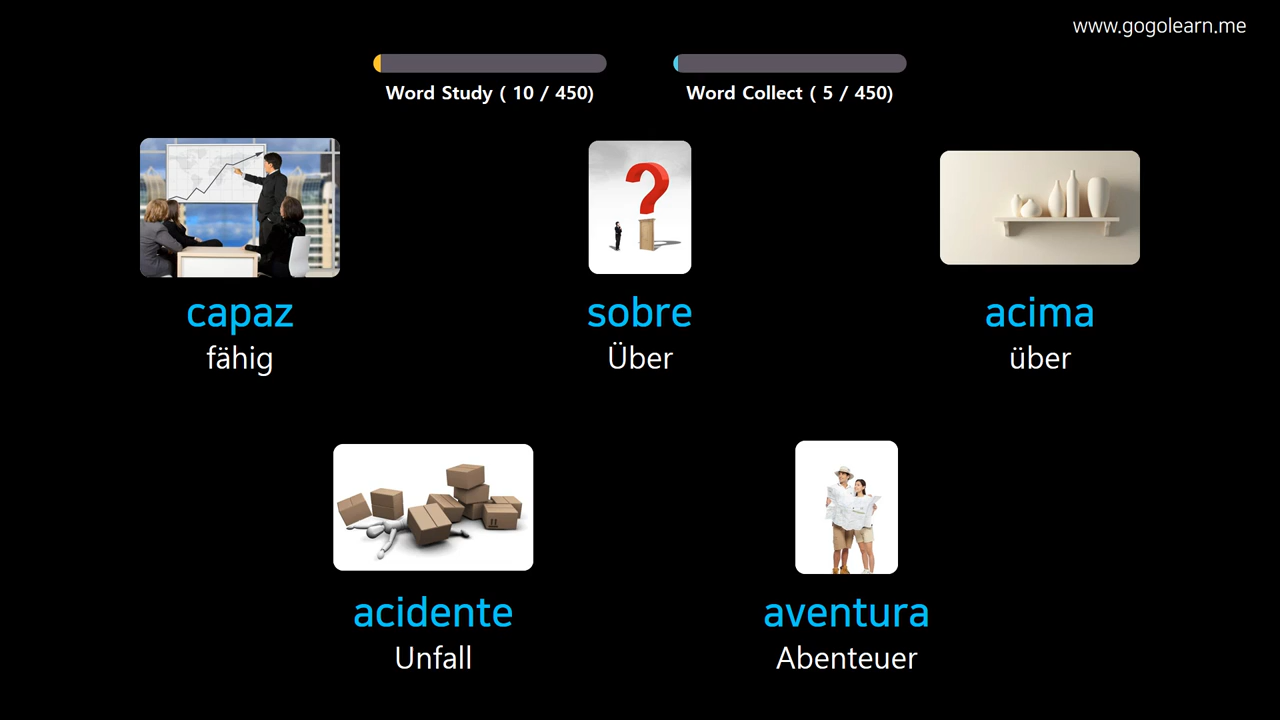 www.gogolearn.me
Word Study ( 10 / 450)
Word Collect ( 5 / 450)
capaz
fähig
sobre
Über
acima
über
acidente
Unfall
aventura
Abenteuer